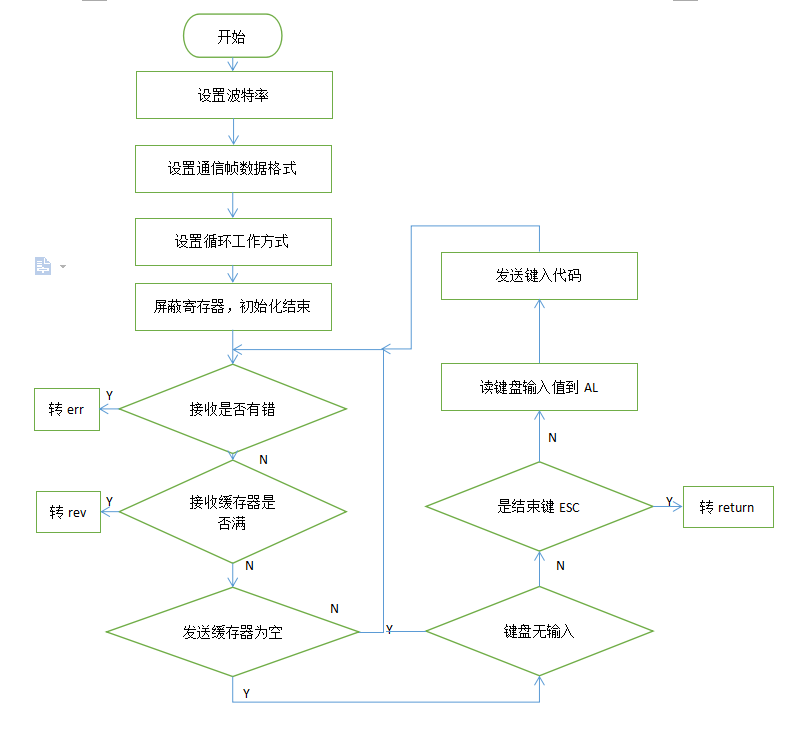 开始
设置波特率
设置通信帧数据格式
设置循环工作方式
屏蔽寄存器，初始化结束
接收是否有错
Y
转 err
N
接收缓存器是
否满
Y
转 rev
N
发送缓存器为空
N
Y
Y
键盘无输入
N
是结束键 ESC
Y
转 return
N
读键盘输入值到 AL
发送键入代码